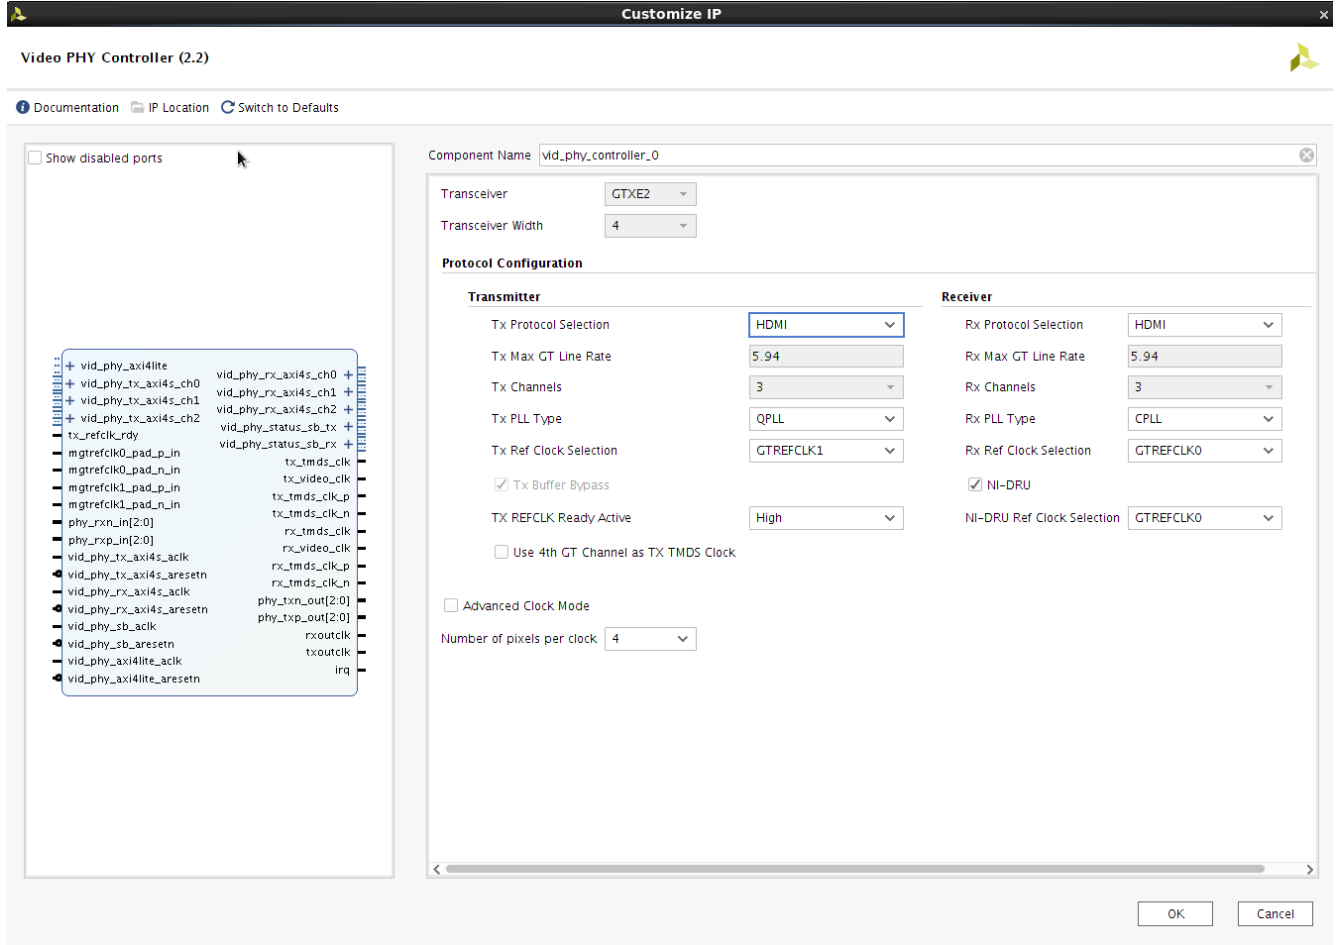 Customize IP
Video PHY Controller (2.2)
Documentation IP Location Switch to Defaults
Show disabled ports
vid_phy_axi4lite
vid_phy_tx_axi4s_ch0
vid_phy_tx_axi4s_ch1
vid_phy_tx_axi4s_ch2
tx_refclk_rdy
mgtrefclk0_pad_p_in
mgtrefclk0_pad_n_in
mgtrefclk1_pad_p_in
mgtrefclk1_pad_n_in
phy_rxn_in[2:0]
phy_rxp_in[2:0]
vid_phy_tx_axi4s_aclk
vid_phy_tx_axi4s_aresetn
vid_phy_rx_axi4s_aclk
vid_phy_rx_axi4s_aresetn
vid_phy_sb_aclk
vid_phy_sb_aresetn
vid_phy_axi4lite_aclk
vid_phy_axi4lite_aresetn
vid_phy_rx_axi4s_ch0
vid_phy_rx_axi4s_ch1
vid_phy_rx_axi4s_ch2
vid_phy_status_sb_tx
vid_phy_status_sb_rx
tx_tmds_clk
tx_video_clk
tx_tmds_clk_p
tx_tmds_clk_n
rx_tmds_clk
rx_video_clk
rx_tmds_clk_p
rx_tmds_clk_n
phy_txn_out[2:0]
phy_txp_out[2:0]
rxoutclk
txoutclk
irq
Component Name vid_phy_controller_0
Transceiver GTXE2
Transceiver Width 4
Protocol Configuration
Transmitter
Tx Protocol Selection HDMI
Tx Max GT Line Rate 5.94
Tx Channels 3
Tx PLL Type QPLL
Tx Ref Clock Selection GTREFCLK1
Tx Buffer Bypass
TX REFCLK Ready Active High
Use 4th GT Channel as TX TMDS Clock
Receiver
Rx Protocol Selection HDMI
Rx Max GT Line Rate 5.94
Rx Channels 3
Rx PLL Type CPLL
Rx Ref Clock Selection GTREFCLK0
NI-DRU
NI-DRU Ref Clock Selection GTREFCLK0
Advanced Clock Mode
Number of pixels per clock 4
OK Cancel